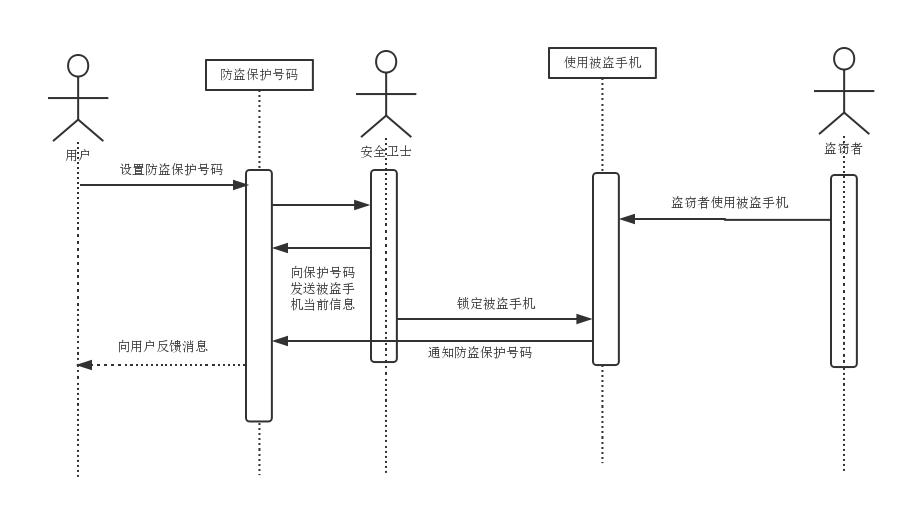 防盗保护号码
使用被盗手机
用户
安全卫士
盗窃者
设置防盗保护号码
盗窃者使用被盗手机
向保护号码
发送被盗手
机当前信息
锁定被盗手机
向用户反馈消息
通知防盗保护号码